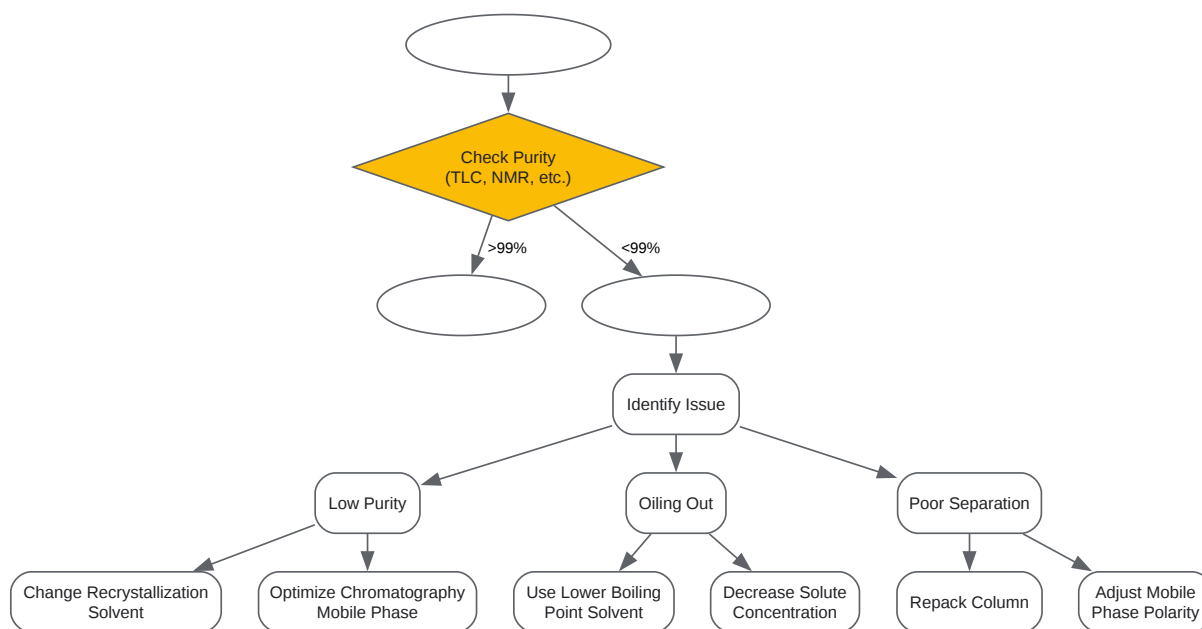 Check Purity
(TLC, NMR, etc.)
>99%
<99%
Identify Issue
Low Purity
Oiling Out
Poor Separation
Change Recrystallization
Solvent
Optimize Chromatography
Mobile Phase
Use Lower Boiling
Point Solvent
Decrease Solute
Concentration
Repack Column
Adjust Mobile
Phase Polarity